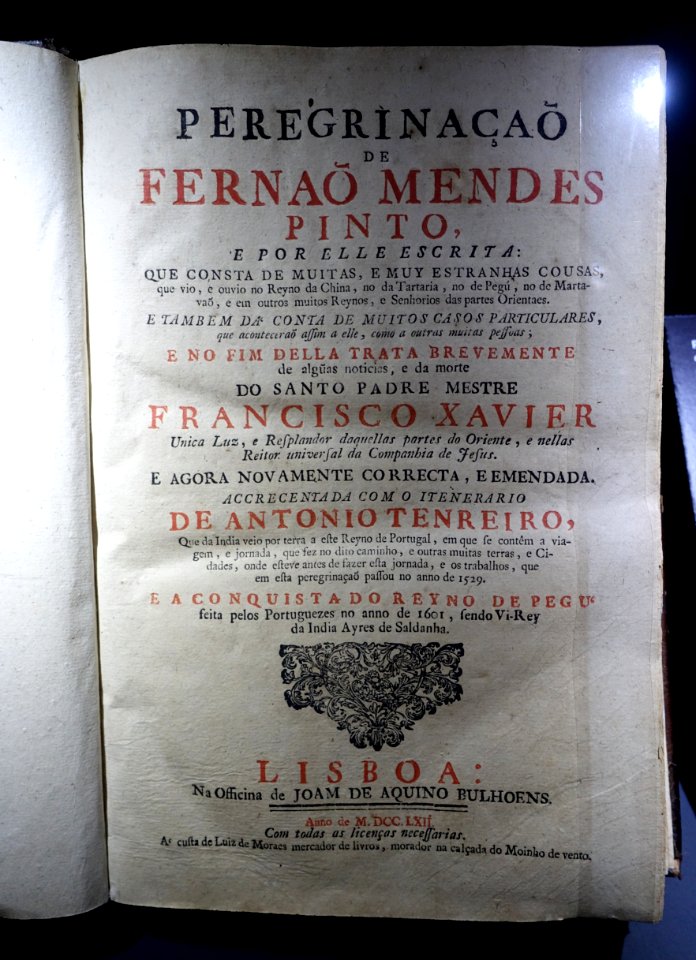 PEREGRINAÇAÕ
DE
FERNAÕ MENDES
PINTO,
E POR ELLE ESCRITA:
QUE CONSTA DE MUITAS, E MUY ESTRANHAS COUSAS,
que vio, e ouvio no Reyno da China, no da Tartaria, no de Pegú, no de Marta-
vaõ, e em outros muitos Reynos, e Senhorios das partes Orientaes.
E TAMBEM DA' CONTA DE MUITOS CASOS PARTICULARES,
que aconteceraõ aſſim a elle, como a outras muitas peſſoas;
E NO FIM DELLA TRATA BREVEMENTE
de algũas noticias, e da morte
DO SANTO PADRE MESTRE
FRANCISCO XAVIER
Unica Luz, e Reſplandor daquellas partes do Oriente, e nellas
Reitor univerſal da Companhia de Jeſus.
E AGORA NOVAMENTE CORRECTA, E EMENDADA.
ACCRECENTADA COM O ITENERARIO
DE ANTONIO TENREIRO,
Que da India veio por terra a eſte Reyno de Portugal, em que ſe contêm a via-
gem, e jornada, que fez no dito caminho, e outras muitas terras, e Ci-
dades, onde eſteve antes de fazer eſta jornada, e os trabalhos, que
em eſta peregrinaçaõ paſſou no anno de 1529.
E A CONQUISTA DO REYNO DE PEGU'
feita pelos Portuguezes no anno de 1601, ſendo Vi-Rey
da India Ayres de Saldanha.
LISBOA:
Na Officina de JOAM DE AQUINO BULHOENS.
Anno de M. DCC. LXII.
Com todas as licenças neceſſarias.
A' cuſta de Luiz de Moraes mercador de livros, morador na calçada do Moinho de vento.